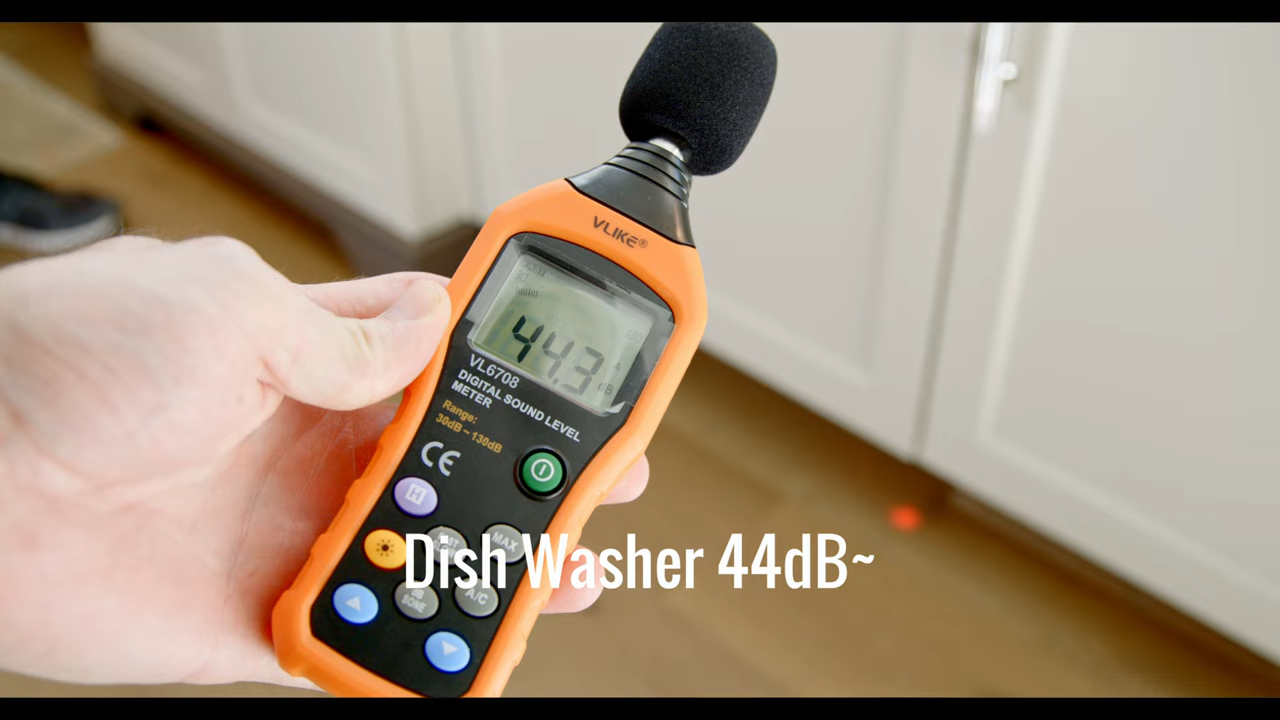 VLIKE®
44.3
dB
VL6708
DIGITAL SOUND LEVEL
METER
Range:
30dB ~ 130dB
CE
H
MAX
A/C
Dish Washer 44dB~